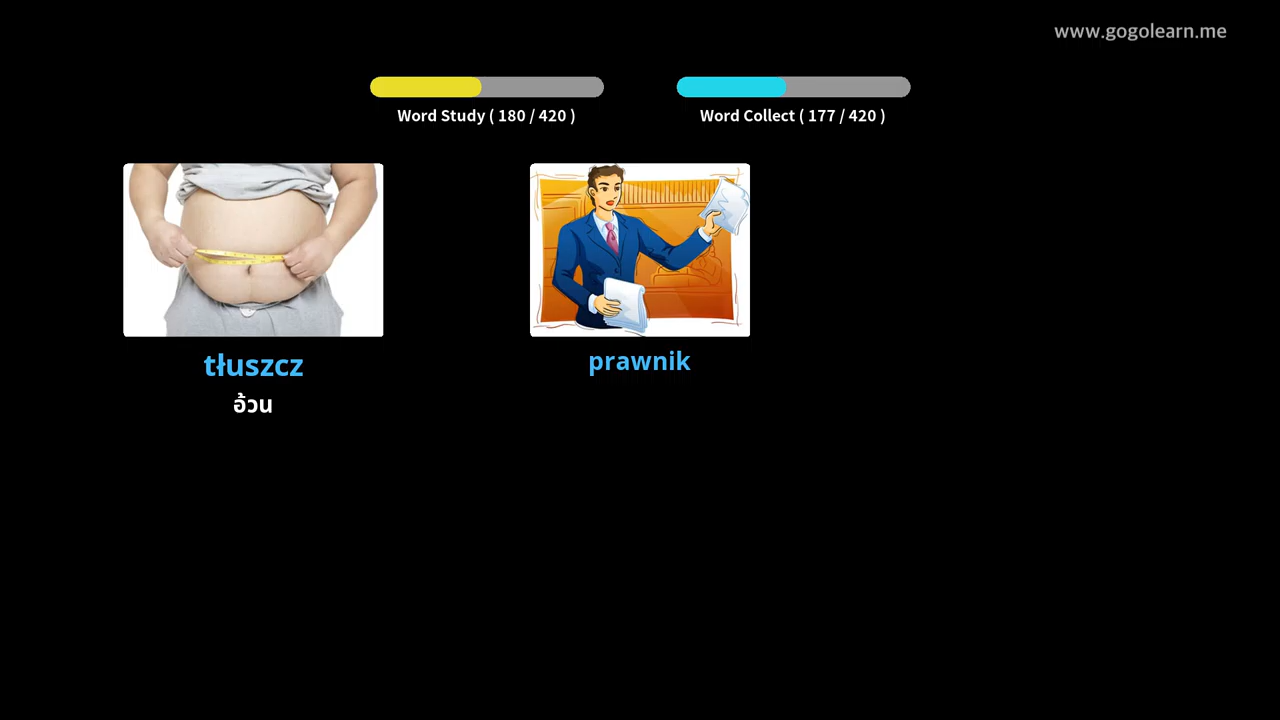 www.gogolearn.me
Word Study ( 180 / 420 )
Word Collect ( 177 / 420 )
tłuszcz
อ้วน
prawnik